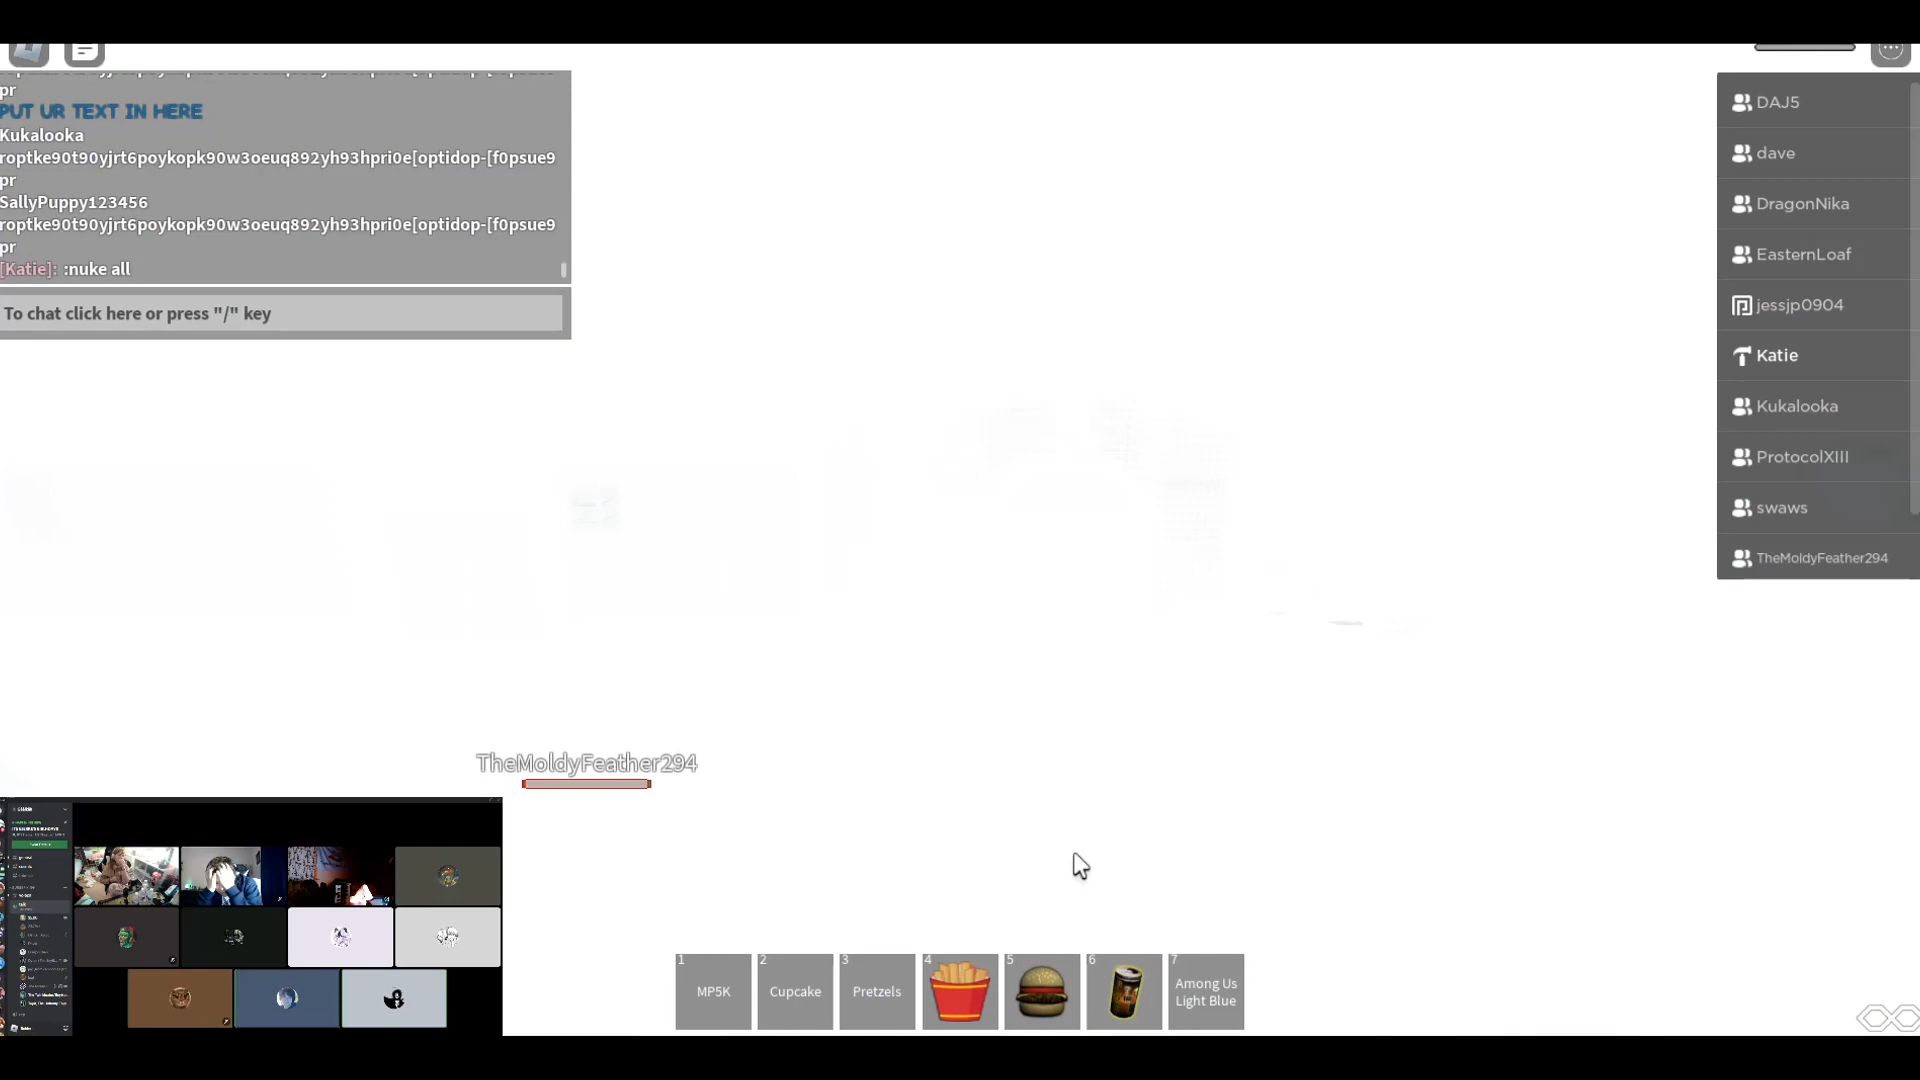 pr
PUT UR TEXT IN HERE
Kukalooka
roptke90t90yjrt6poykopk90w3oeuq892yh93hpri0e[optidop-[f0psue9
pr
SallyPuppy123456
roptke90t90yjrt6poykopk90w3oeuq892yh93hpri0e[optidop-[f0psue9
pr
[Katie]: :nuke all
To chat click here or press "/" key
DAJ5
dave
DragonNika
EasternLoaf
jessjp0904
Katie
Kukalooka
ProtocolXIII
swaws
TheMoldyFeather294
TheMoldyFeather294
1
MP5K
2
Cupcake
3
Pretzels
4
5
6
7
Among Us
Light Blue